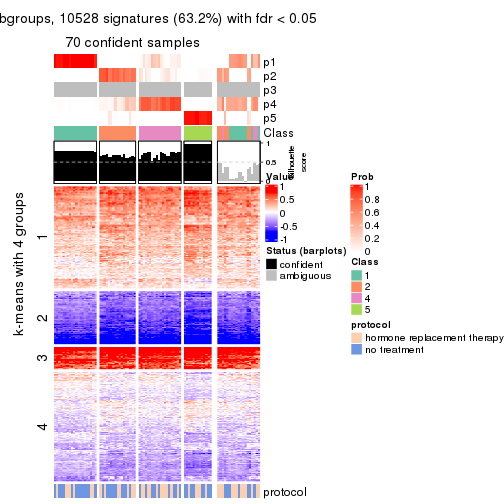 bgroups, 10528 signatures (63.2%) with fdr < 0.05
70 confident samples
p1
p2
p3
p4
p5
Class
1
0.5
0
Silhouette
score
k-means with 4 groups
1
2
3
4
Value
1
0.5
0
-0.5
-1
Status (barplots)
confident
ambiguous
Prob
1
0.8
0.6
0.4
0.2
0
Class
1
2
4
5
protocol
hormone replacement therapy
no treatment
protocol